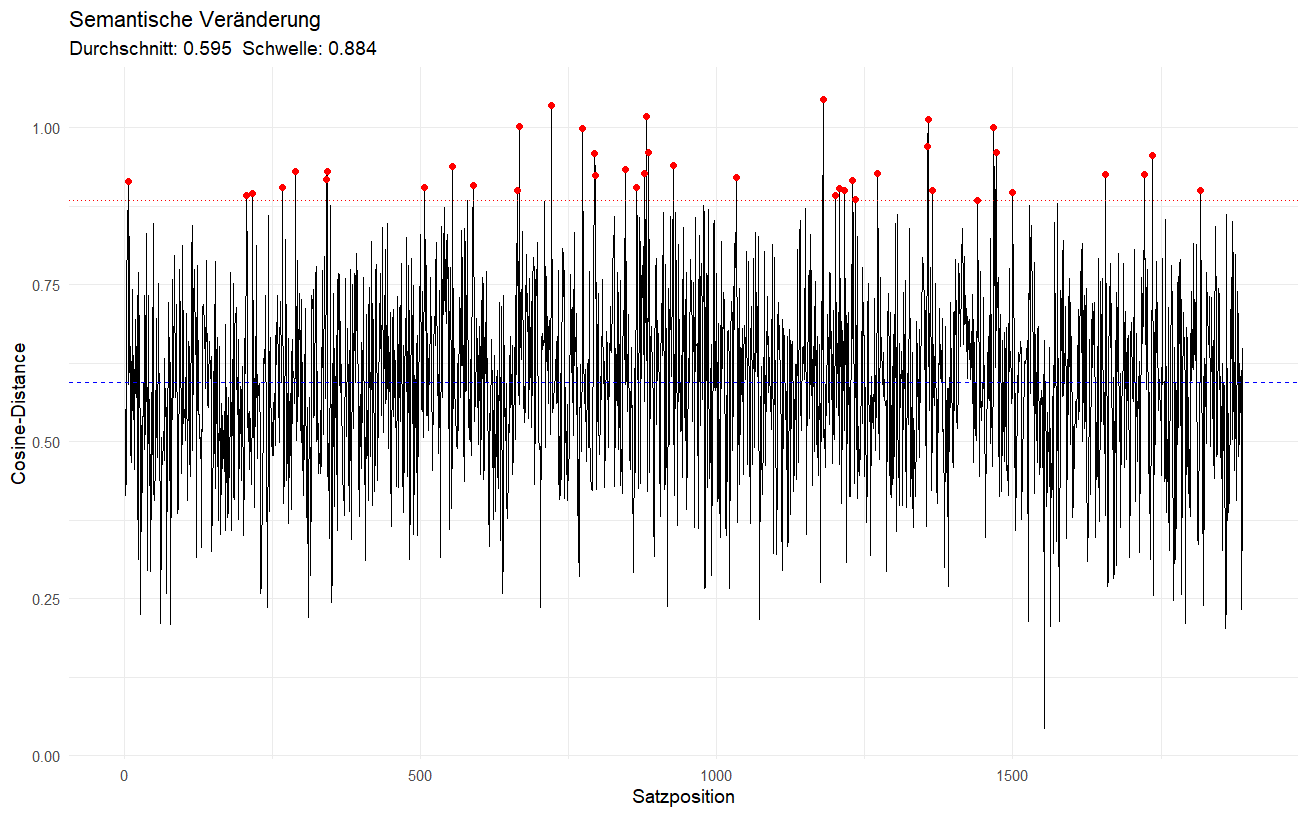 Semantische Veränderung
Durchschnitt: 0.595  Schwelle: 0.884
1.00
0.75
0.50
0.25
0.00
Cosine-Distance
0
500
1000
1500
Satzposition